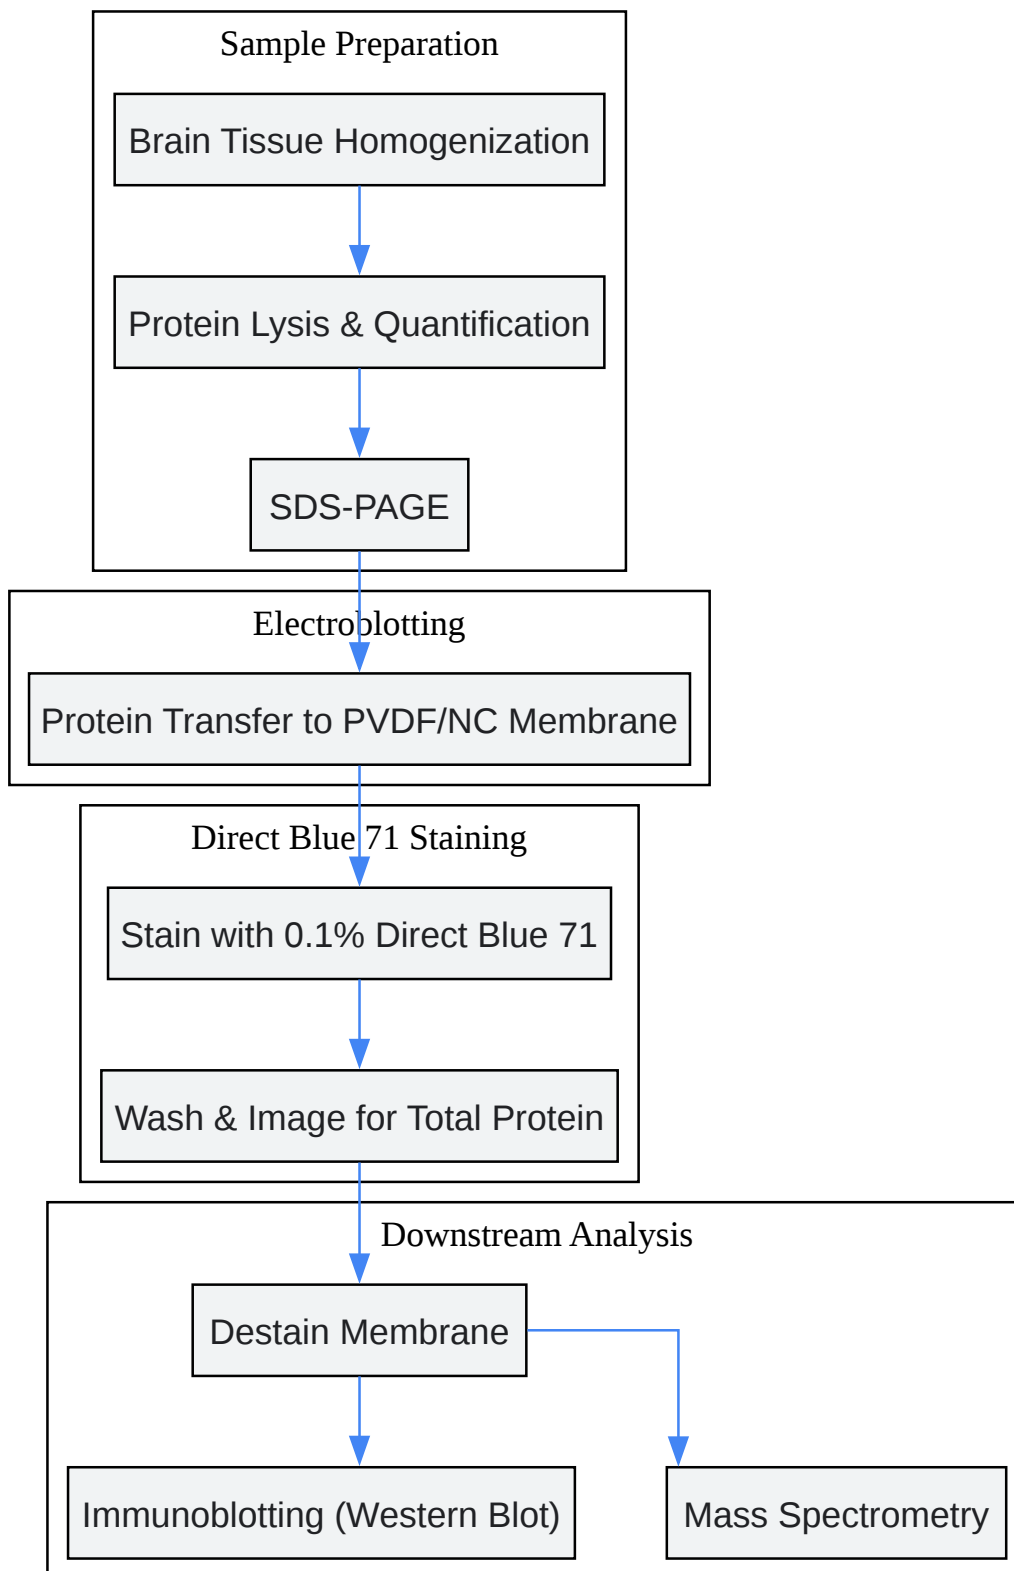 Sample Preparation
Brain Tissue Homogenization
Protein Lysis & Quantification
SDS-PAGE
Electroblotting
Protein Transfer to PVDF/NC Membrane
Direct Blue 71 Staining
Stain with 0.1% Direct Blue 71
Wash & Image for Total Protein
Downstream Analysis
Destain Membrane
Immunoblotting (Western Blot)
Mass Spectrometry